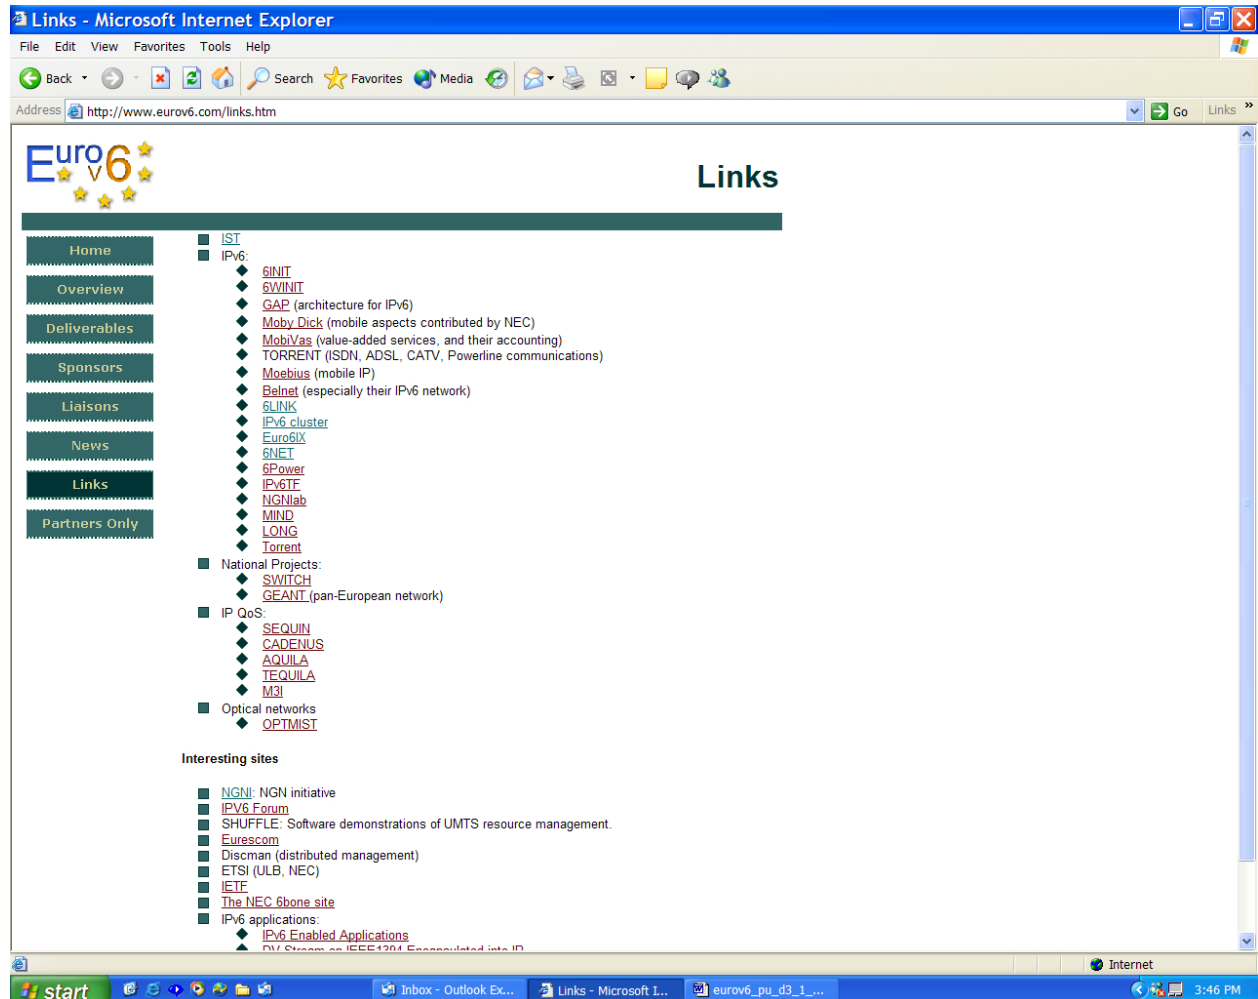 Links - Microsoft Internet Explorer
File Edit View Favorites Tools Help
Back Search Favorites Media
Address http://www.eurov6.com/links.htm Go Links »
Euro v6
Links
Home
Overview
Deliverables
Sponsors
Liaisons
News
Links
Partners Only
IST
IPv6:
6INIT
6WINIT
GAP (architecture for IPv6)
Moby Dick (mobile aspects contributed by NEC)
MobiVas (value-added services, and their accounting)
TORRENT (ISDN, ADSL, CATV, Powerline communications)
Moebius (mobile IP)
Belnet (especially their IPv6 network)
6LINK
IPv6 cluster
Euro6IX
6NET
6Power
IPv6TF
NGNlab
MIND
LONG
Torrent
National Projects:
SWITCH
GEANT (pan-European network)
IP QoS:
SEQUIN
CADENUS
AQUILA
TEQUILA
M3I
Optical networks
OPTMIST
Interesting sites
NGNI: NGN initiative
IPV6 Forum
SHUFFLE: Software demonstrations of UMTS resource management.
Eurescom
Discman (distributed management)
ETSI (ULB, NEC)
IETF
The NEC 6bone site
IPv6 applications:
IPv6 Enabled Applications
DV Stream on IEEE1394 Encapsulated into IP
Internet
start Inbox - Outlook Ex... Links - Microsoft I... eurov6_pu_d3_1_... 3:46 PM